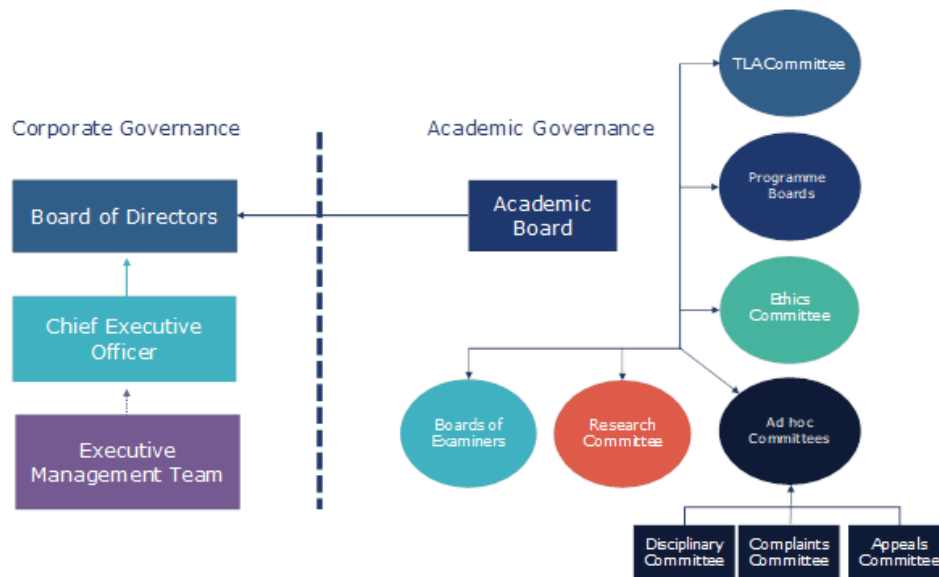 Corporate Governance
Board of Directors
Chief Executive
Officer
Executive
Management Team
Academic Governance
Academic
Board
TLACommittee
Programme
Boards
Ethics
Committee
Boards of
Examiners
Research
Committee
Ad hoc
Committees
Disciplinary
Committee
Complaints
Committee
Appeals
Committee